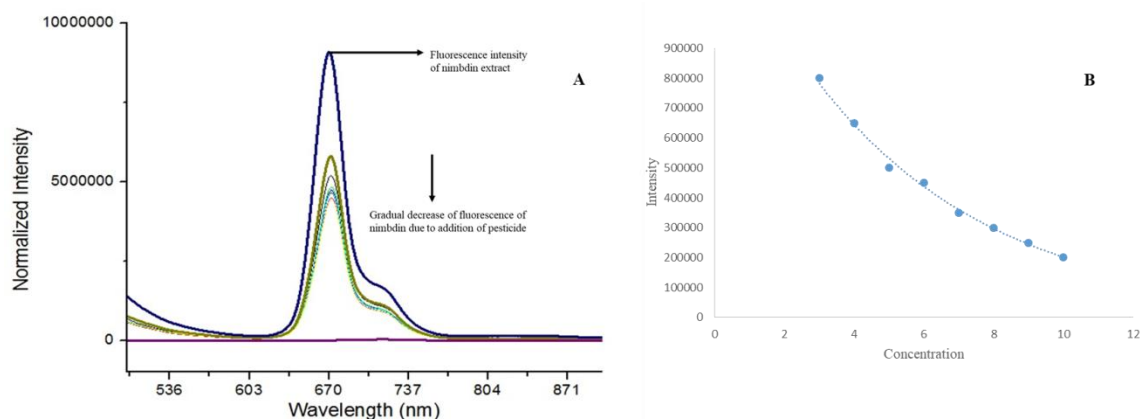 10000000
Fluorescence intensity
of nimbdin extract
A
Normalized Intensity
5000000
Gradual decrease of fluorescence of
nimbdin due to addition of pesticide
0
536 603 670 737 804 871
Wavelength (nm)
900000
B
800000
700000
600000
500000
Intensity
400000
300000
200000
100000
0
0 2 4 6 8 10 12
Concentration